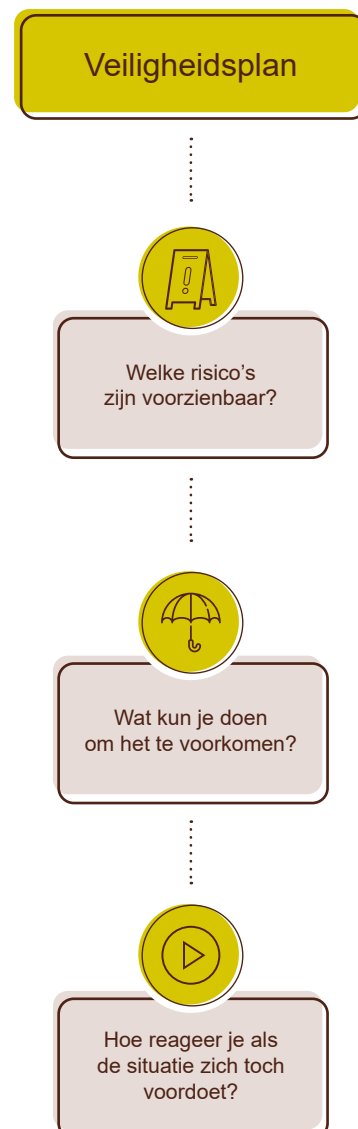 Veiligheidsplan
Welke risico’s
zijn voorzienbaar?
Wat kun je doen
om het te voorkomen?
Hoe reageer je als
de situatie zich toch
voordoet?